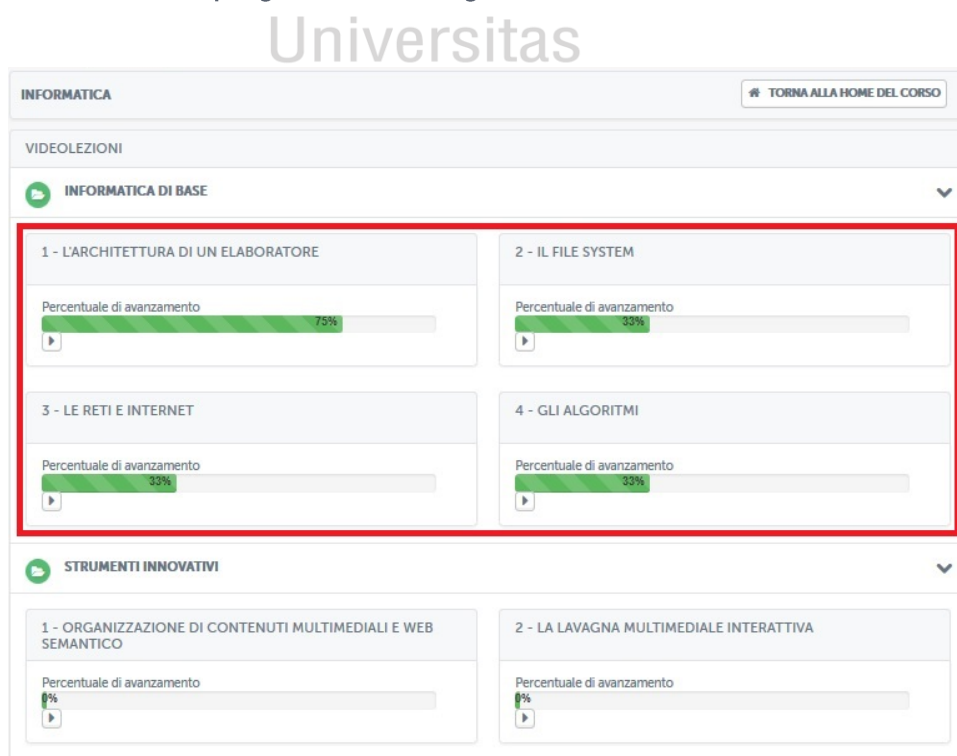 Universitas
INFORMATICA
TORNA ALLA HOME DEL CORSO
VIDEOLEZIONI
INFORMATICA DI BASE
1 - L'ARCHITETTURA DI UN ELABORATORE
2 - IL FILE SYSTEM
Percentuale di avanzamento
75%
Percentuale di avanzamento
33%
3 - LE RETI E INTERNET
4 - GLI ALGORITMI
Percentuale di avanzamento
33%
Percentuale di avanzamento
33%
STRUMENTI INNOVATIVI
1 - ORGANIZZAZIONE DI CONTENUTI MULTIMEDIALI E WEB
SEMANTICO
2 - LA LAVAGNA MULTIMEDIALE INTERATTIVA
Percentuale di avanzamento
0%
Percentuale di avanzamento
0%